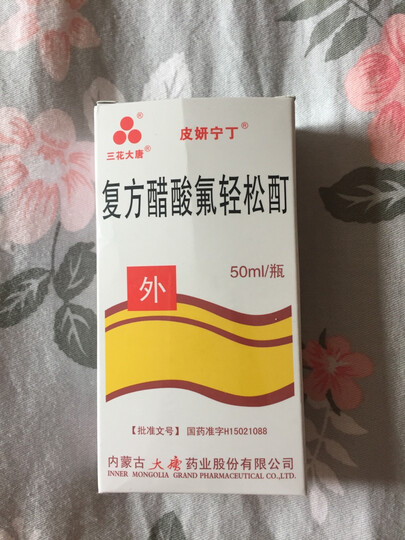 三花大唐®
皮妍宁丁®
复方醋酸氟轻松酊
50ml/瓶
外
【批准文号】 国药准字H15021088
内蒙古大唐药业股份有限公司
INNER MONGOLIA GRAND PHARMACEUTICAL CO.,LTD.